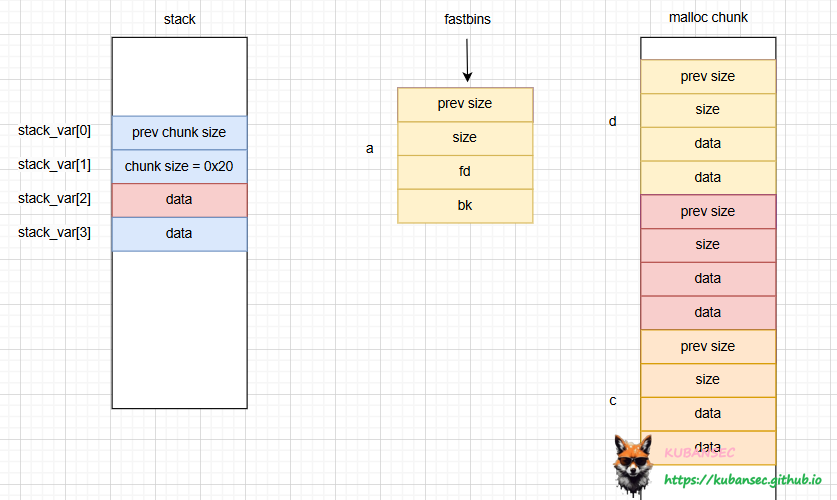 stack
fastbins
malloc chunk
stack_var[0]
prev chunk size
stack_var[1]
chunk size = 0x20
stack_var[2]
data
stack_var[3]
data
a
prev size
size
fd
bk
d
prev size
size
data
data
prev size
size
data
data
c
prev size
size
data
data
KUBANSEC
https://kubansec.github.io